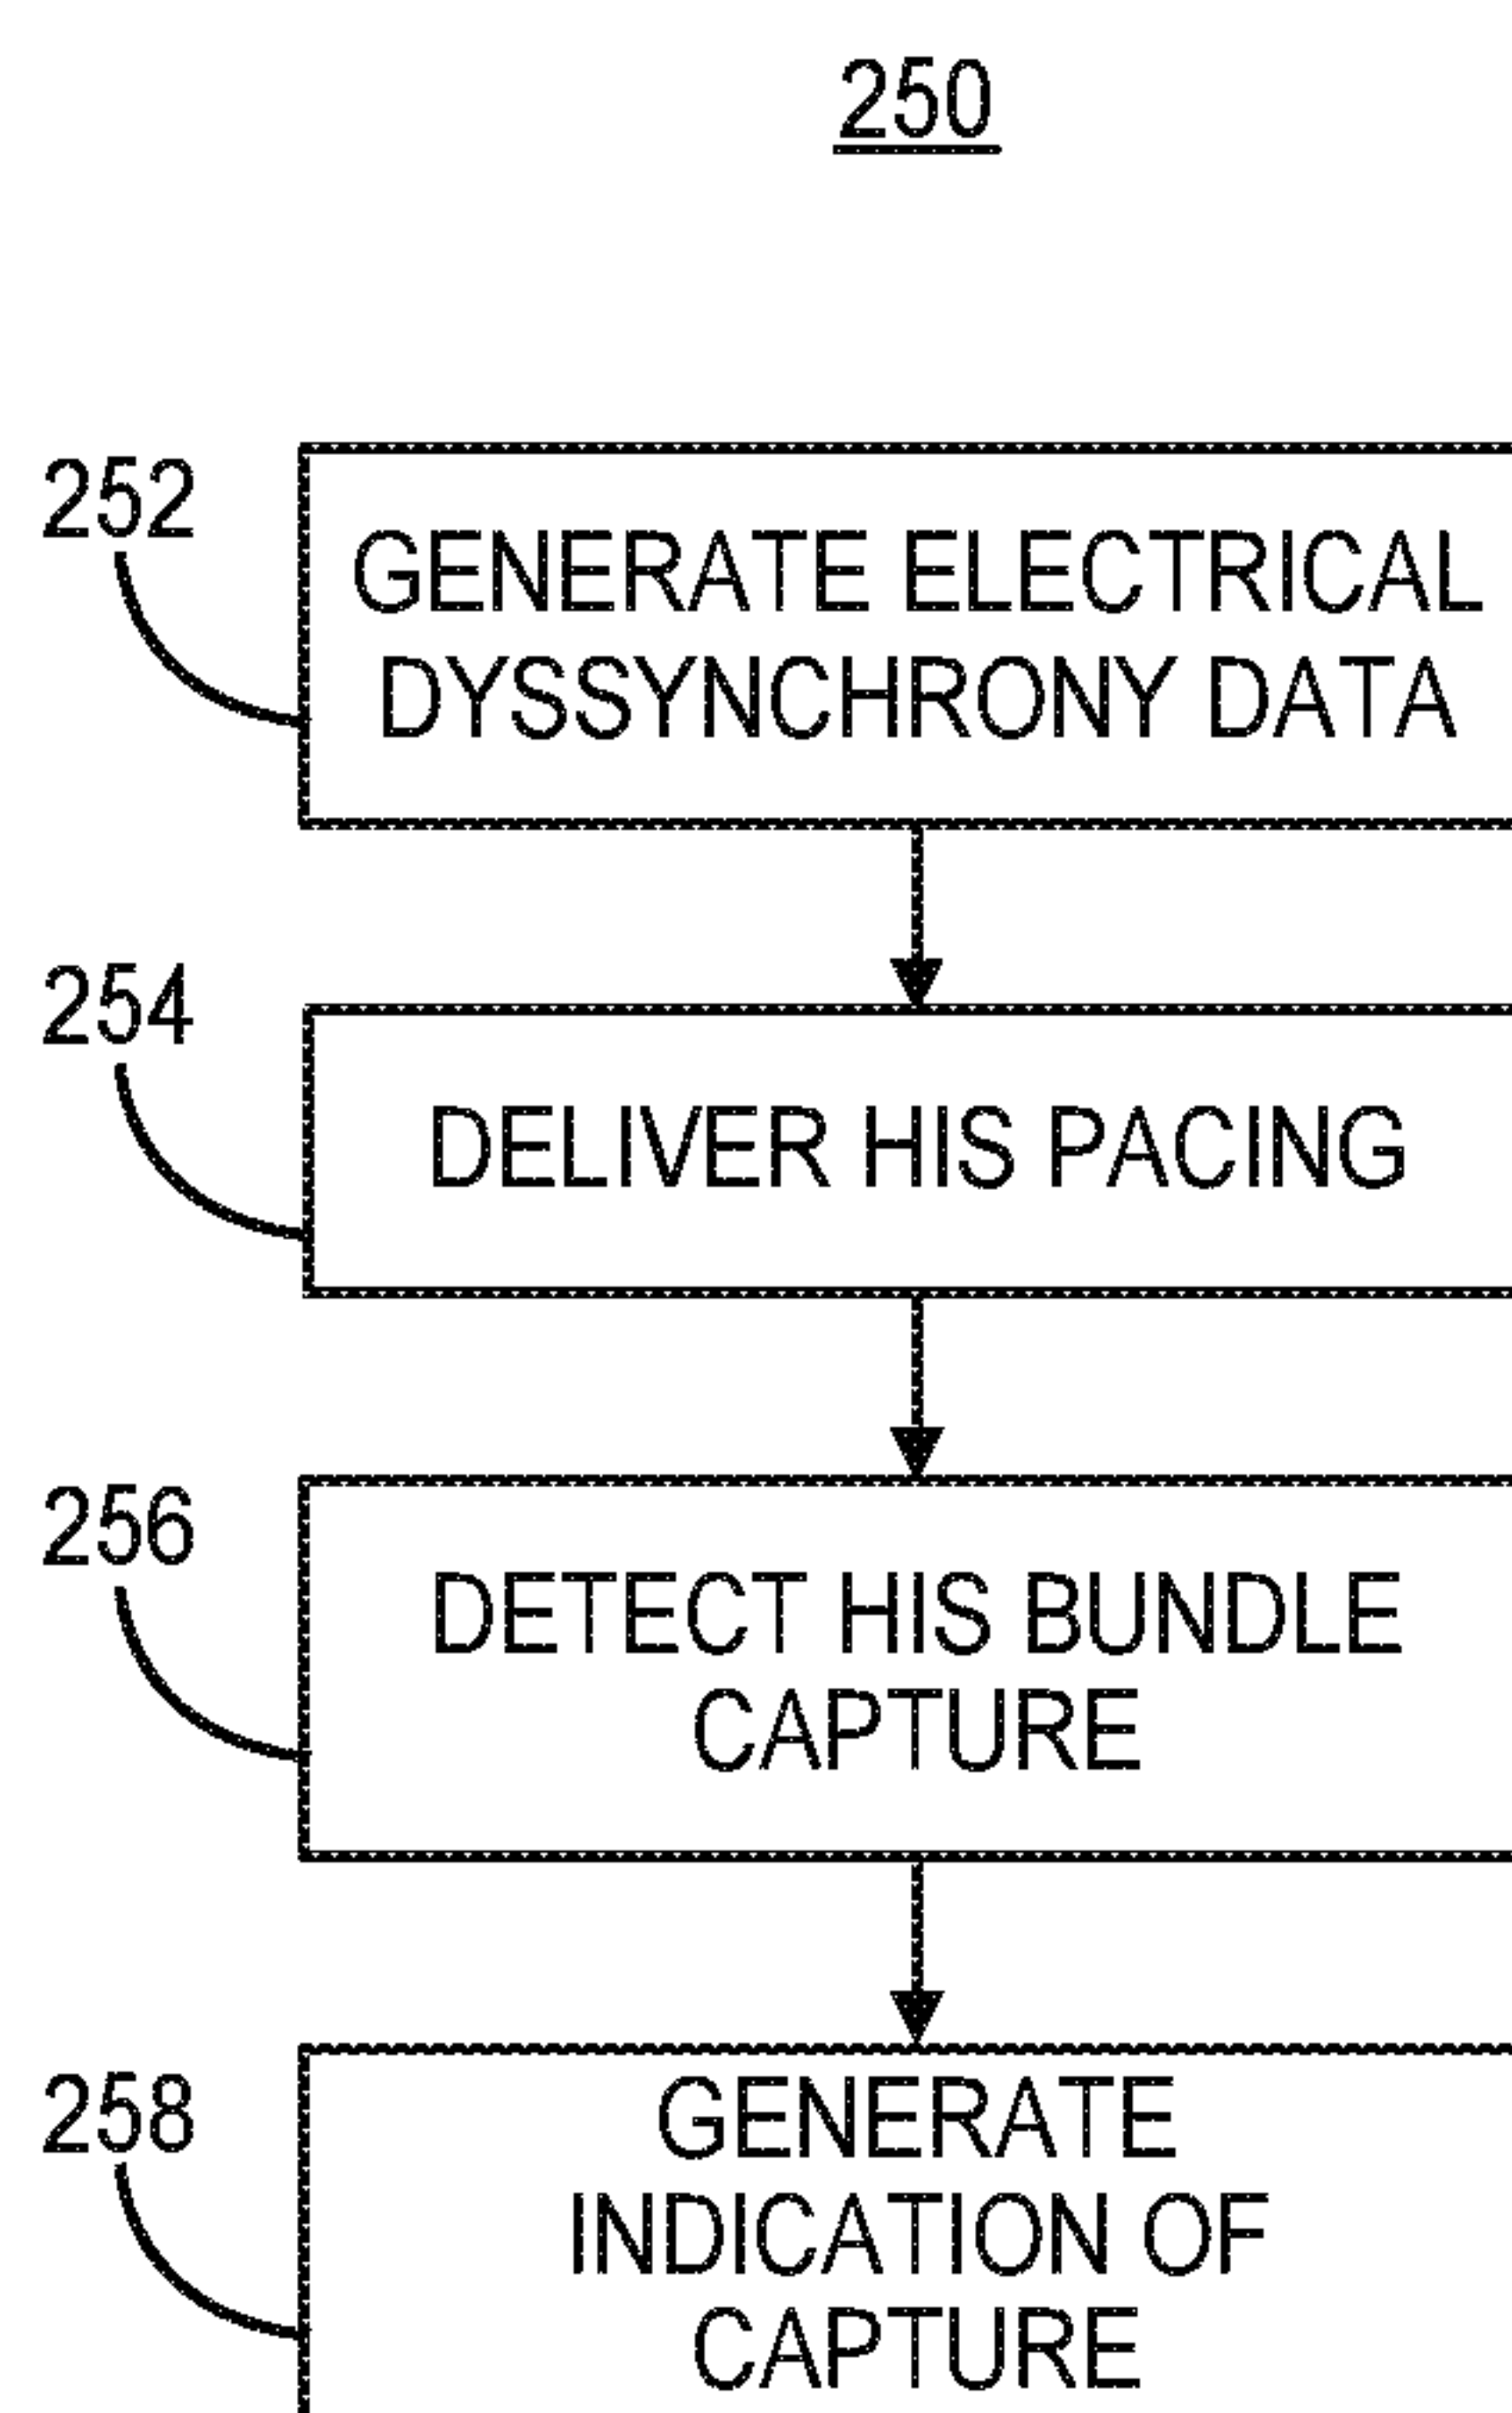 250
252
GENERATE ELECTRICAL
DYSSYNCHRONY DATA
254
DELIVER HIS PACING
256
DETECT HIS BUNDLE
CAPTURE
258
GENERATE
INDICATION OF
CAPTURE